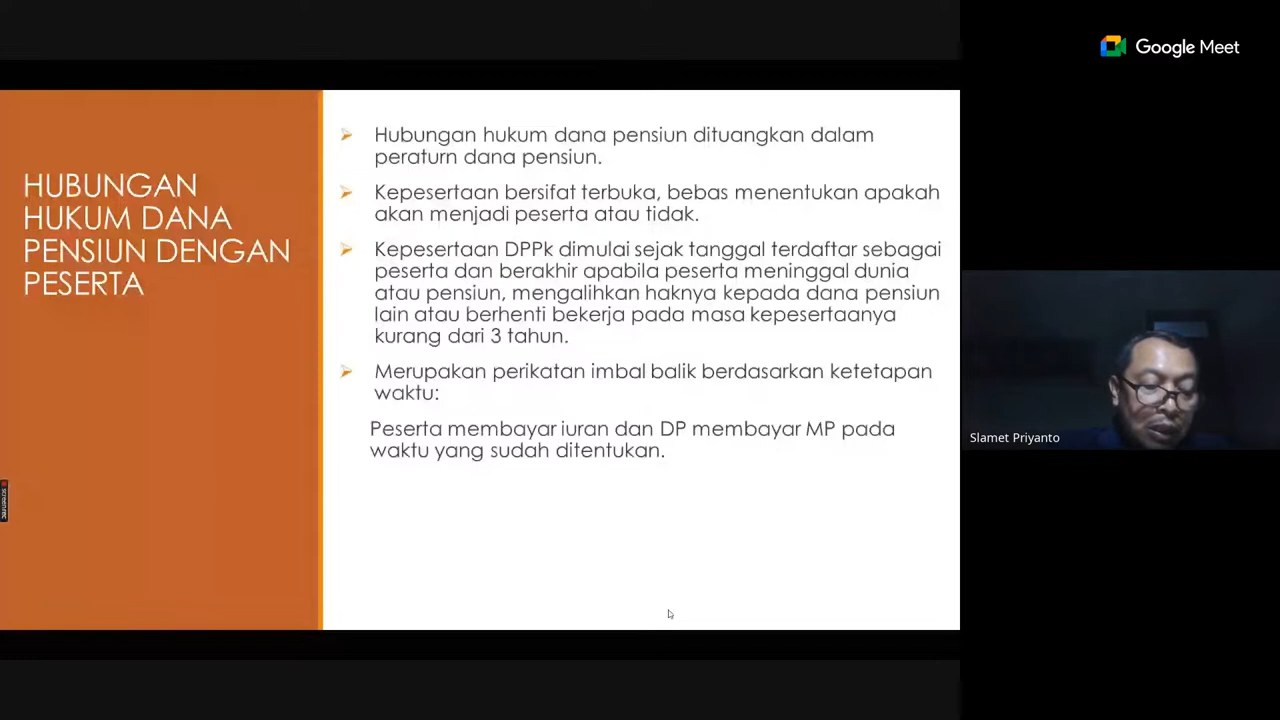 Google Meet
HUBUNGAN
HUKUM DANA
PENSIUN DENGAN
PESERTA
Hubungan hukum dana pensiun dituangkan dalam
peraturn dana pensiun.
Kepesertaan bersifat terbuka, bebas menentukan apakah
akan menjadi peserta atau tidak.
Kepesertaan DPPk dimulai sejak tanggal terdaftar sebagai
peserta dan berakhir apabila peserta meninggal dunia
atau pensiun, mengalihkan haknya kepada dana pensiun
lain atau berhenti bekerja pada masa kepesertaanya
kurang dari 3 tahun.
Merupakan perikatan imbal balik berdasarkan ketetapan
waktu:
Peserta membayar iuran dan DP membayar MP pada
waktu yang sudah ditentukan.
Slamet Priyanto